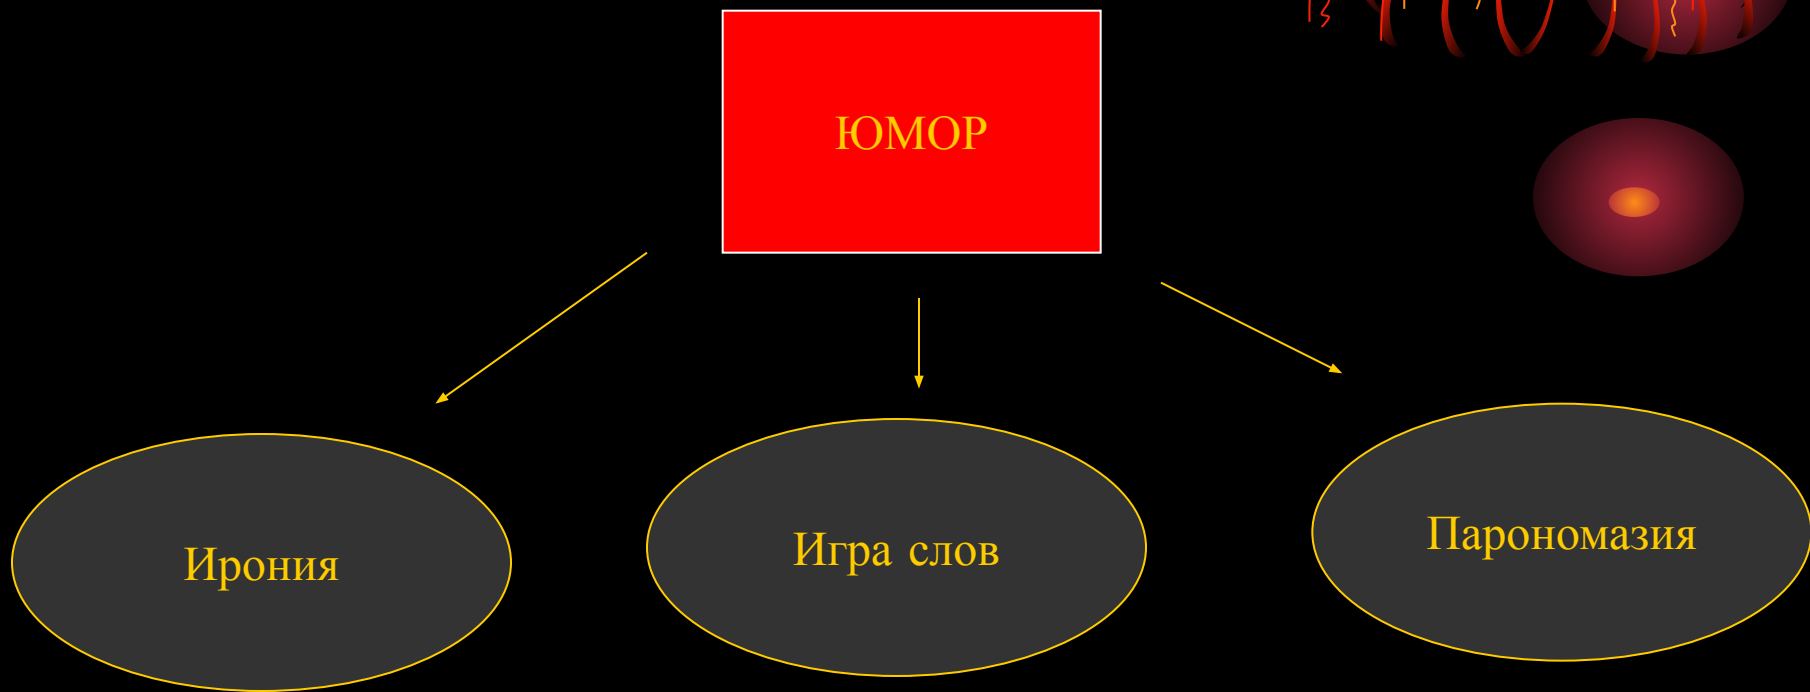 ЮМОР
Ирония
Игра слов
Парономазия